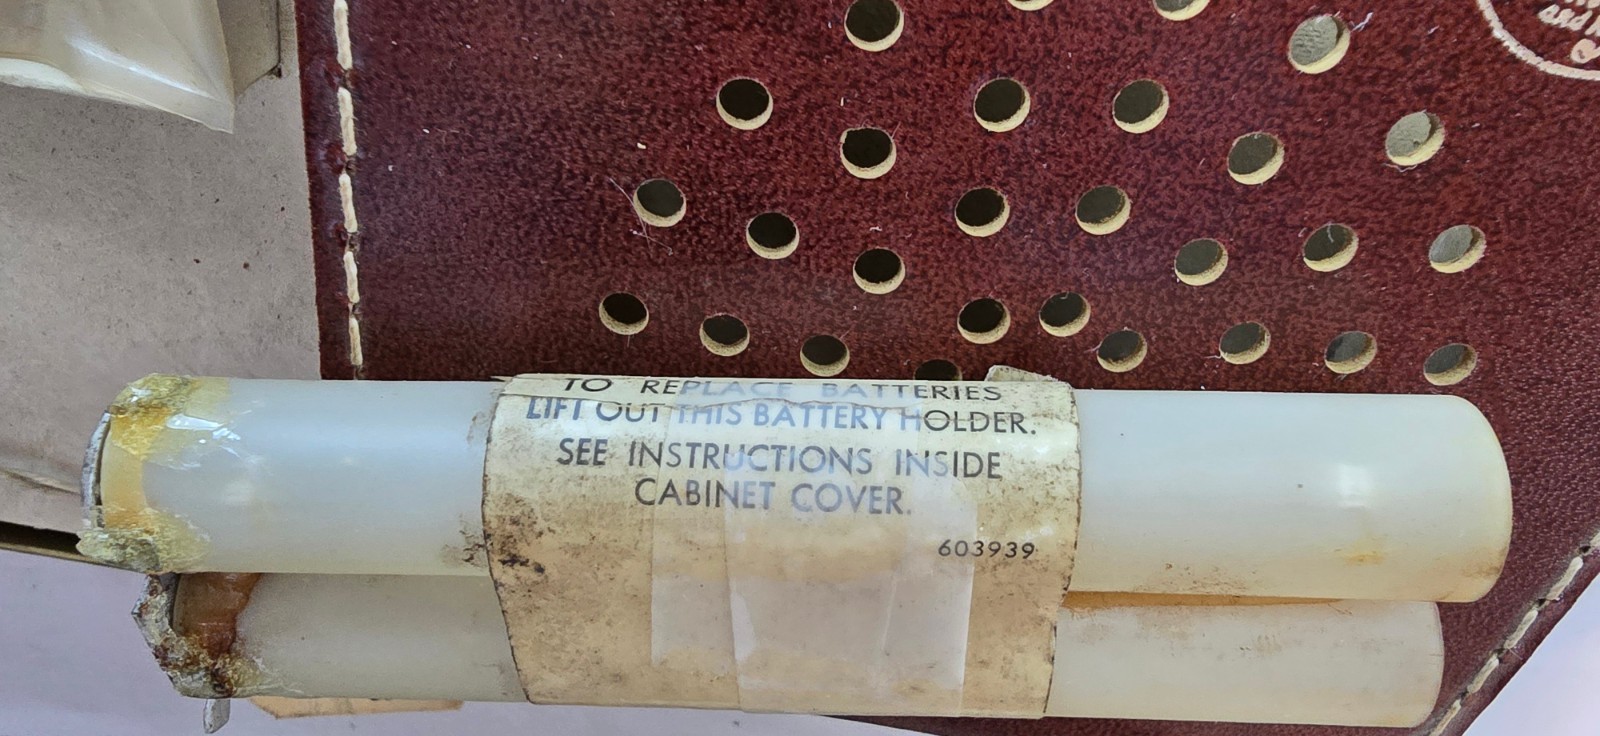 TO REPLACE BATTERIES
LIFT OUT THIS BATTERY HOLDER.
SEE INSTRUCTIONS INSIDE
CABINET COVER.
603939